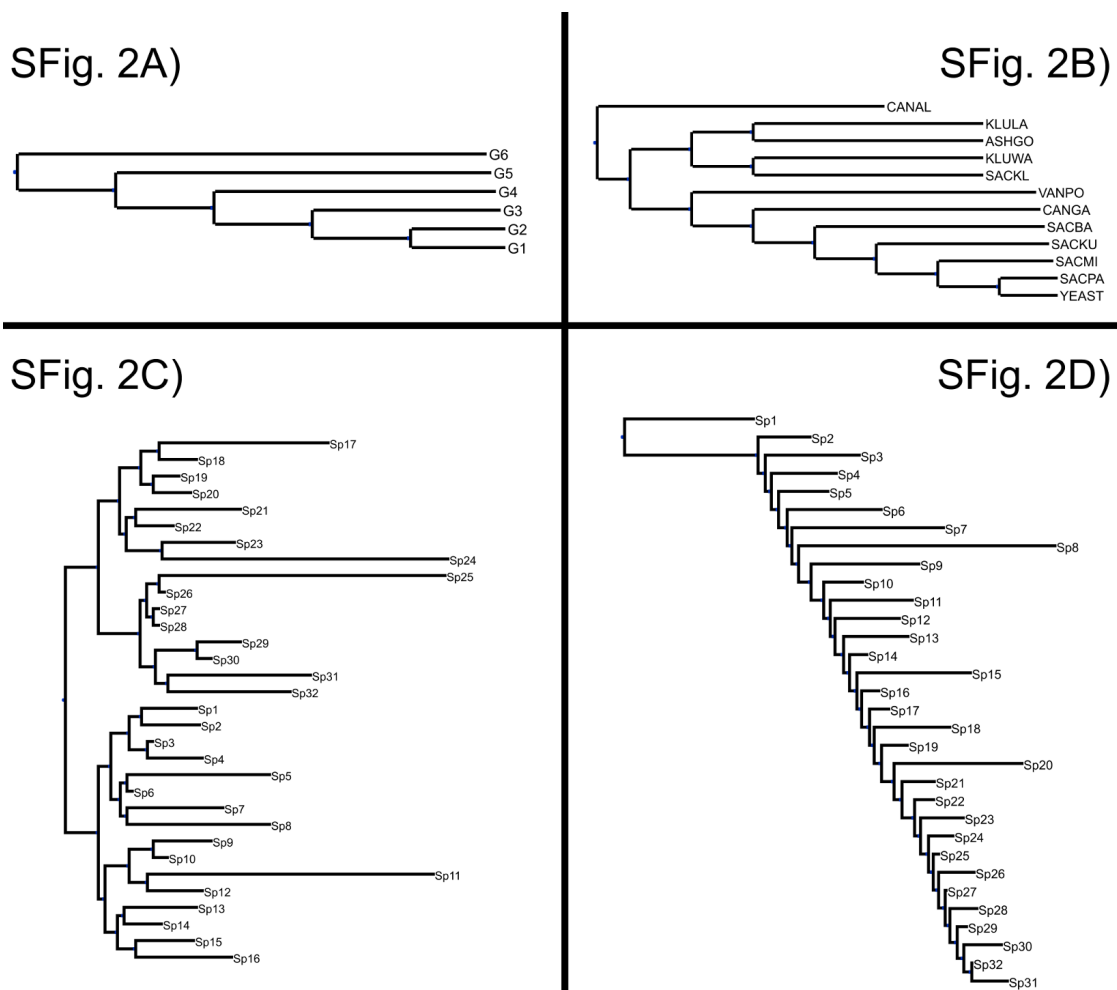 SFig. 2A)
G6
G5
G4
G3
G2
G1
SFig. 2B)
CANAL
KLULA
ASHGO
KLUWA
SACKL
VANPO
CANGA
SACBA
SACKU
SACMI
SACPA
YEAST
SFig. 2C)
Sp17
Sp18
Sp19
Sp20
Sp21
Sp22
Sp23
Sp24
Sp25
Sp26
Sp27
Sp28
Sp29
Sp30
Sp31
Sp32
Sp1
Sp2
Sp3
Sp4
Sp5
Sp6
Sp7
Sp8
Sp9
Sp10
Sp11
Sp12
Sp13
Sp14
Sp15
Sp16
SFig. 2D)
Sp1
Sp2
Sp3
Sp4
Sp5
Sp6
Sp7
Sp8
Sp9
Sp10
Sp11
Sp12
Sp13
Sp14
Sp15
Sp16
Sp17
Sp18
Sp19
Sp20
Sp21
Sp22
Sp23
Sp24
Sp25
Sp26
Sp27
Sp28
Sp29
Sp30
Sp32
Sp31